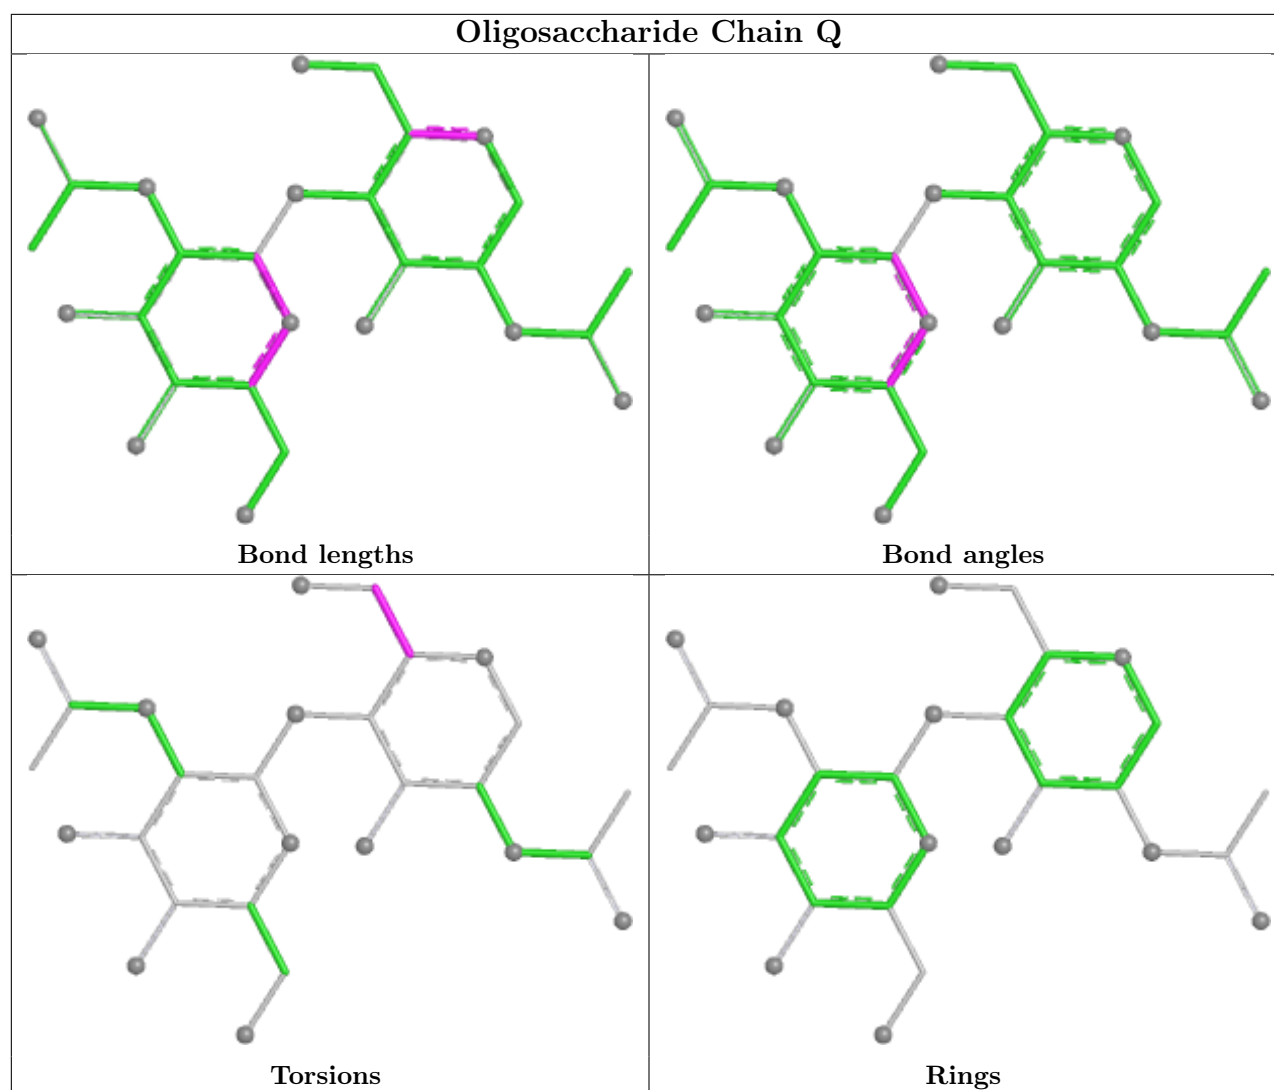 Oligosaccharide Chain Q
Bond lengths
Bond angles
Torsions
Rings